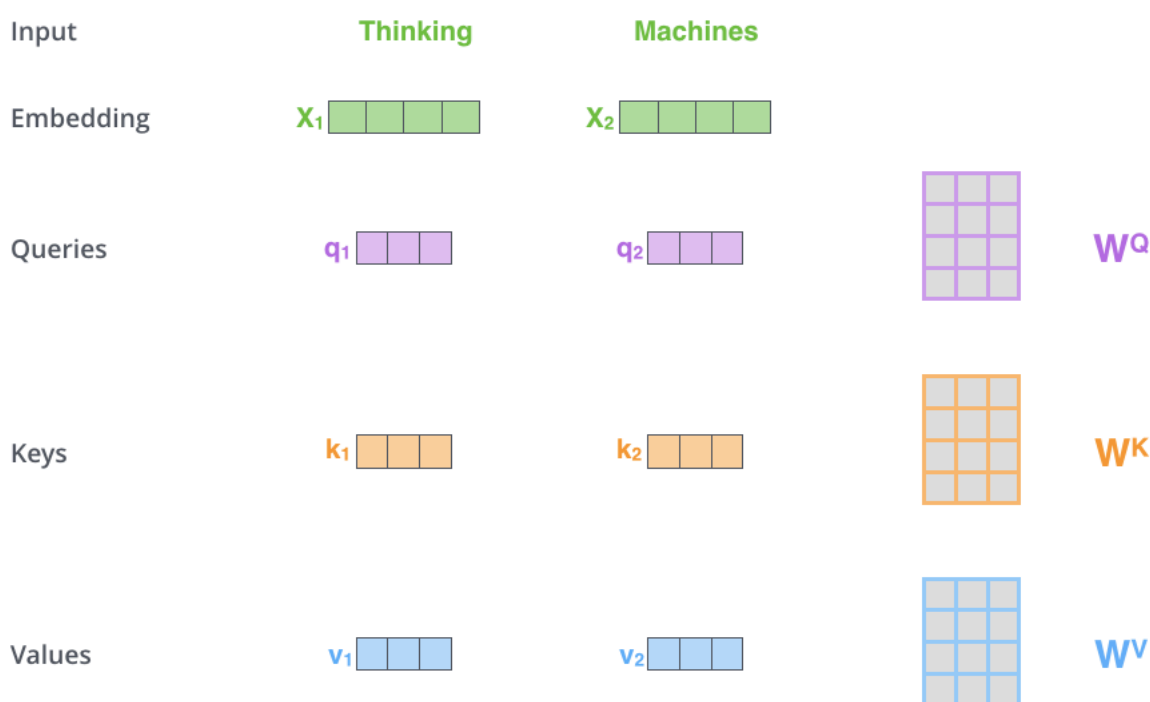 Input Thinking Machines
Embedding X1 X2
Queries q1 q2 WQ
Keys k1 k2 WK
Values v1 v2 WV